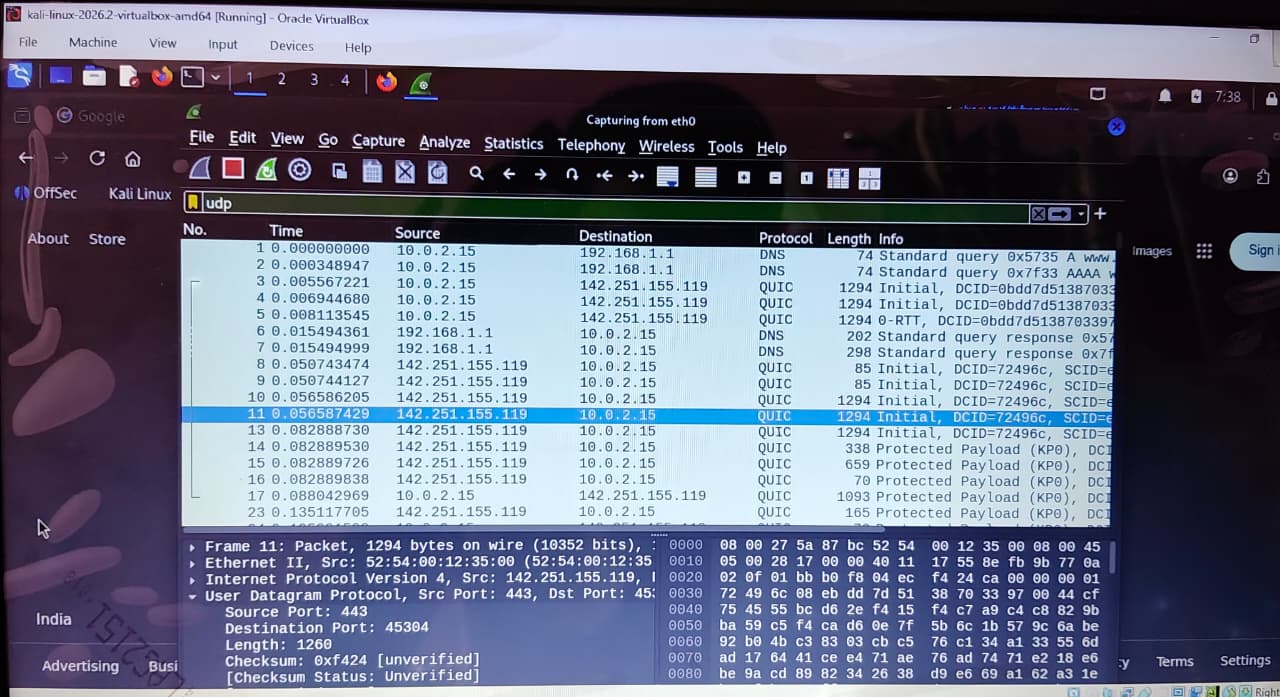 kali-linux-2026.2-virtualbox-amd64 [Running] - Oracle VirtualBox
File Machine View Input Devices Help
1 2 3 4
7:38
Google
Capturing from eth0
File Edit View Go Capture Analyze Statistics Telephony Wireless Tools Help
OffSec Kali Linux
udp
About Store
Images
Sign i
No. Time Source Destination Protocol Length Info
1 0.000000000 10.0.2.15 192.168.1.1 DNS 74 Standard query 0x5735 A www.
2 0.000348947 10.0.2.15 192.168.1.1 DNS 74 Standard query 0x7f33 AAAA w
3 0.005567221 10.0.2.15 142.251.155.119 QUIC 1294 Initial, DCID=0bdd7d51387033
4 0.006944680 10.0.2.15 142.251.155.119 QUIC 1294 Initial, DCID=0bdd7d51387033
5 0.008113545 10.0.2.15 142.251.155.119 QUIC 1294 0-RTT, DCID=0bdd7d5138703397
6 0.015494361 192.168.1.1 10.0.2.15 DNS 202 Standard query response 0x57
7 0.015494999 192.168.1.1 10.0.2.15 DNS 298 Standard query response 0x7f
8 0.050743474 142.251.155.119 10.0.2.15 QUIC 85 Initial, DCID=72496c, SCID=e
9 0.050744127 142.251.155.119 10.0.2.15 QUIC 85 Initial, DCID=72496c, SCID=e
10 0.056586205 142.251.155.119 10.0.2.15 QUIC 1294 Initial, DCID=72496c, SCID=e
11 0.056587429 142.251.155.119 10.0.2.15 QUIC 1294 Initial, DCID=72496c, SCID=e
13 0.082888730 142.251.155.119 10.0.2.15 QUIC 1294 Initial, DCID=72496c, SCID=e
14 0.082889530 142.251.155.119 10.0.2.15 QUIC 338 Protected Payload (KP0), DCI
15 0.082889726 142.251.155.119 10.0.2.15 QUIC 659 Protected Payload (KP0), DCI
16 0.082889838 142.251.155.119 10.0.2.15 QUIC 70 Protected Payload (KP0), DCI
17 0.088042969 10.0.2.15 142.251.155.119 QUIC 1093 Protected Payload (KP0), DCI
23 0.135117705 142.251.155.119 10.0.2.15 QUIC 165 Protected Payload (KP0), DCI
Frame 11: Packet, 1294 bytes on wire (10352 bits),
Ethernet II, Src: 52:54:00:12:35:00 (52:54:00:12:35
Internet Protocol Version 4, Src: 142.251.155.119,
User Datagram Protocol, Src Port: 443, Dst Port: 453
Source Port: 443
Destination Port: 45304
Length: 1260
Checksum: 0xf424 [unverified]
[Checksum Status: Unverified]
0000 08 00 27 5a 87 bc 52 54 00 12 35 00 08 00 45
0010 05 00 28 17 00 00 40 11 17 55 8e fb 9b 77 0a
0020 02 0f 01 bb b0 f8 04 ec f4 24 ca 00 00 00 01
0030 72 49 6c 08 eb dd 7d 51 38 70 33 97 00 44 cf
0040 75 45 55 bc d6 2e f4 15 f4 c7 a9 c4 c8 82 9b
0050 ba 59 c5 f4 ca d6 0e 7f 5b 6c 1b 57 9c 6a be
0060 92 b0 4b c3 83 03 cb c5 76 c1 34 a1 33 55 6d
0070 ad 17 64 41 ce e4 71 ae 76 ad 74 71 e2 18 e6
0080 be 9a cd 89 82 34 26 38 d9 e6 69 a1 62 a3 1e
India
Advertising Busi
Terms Settings
Right